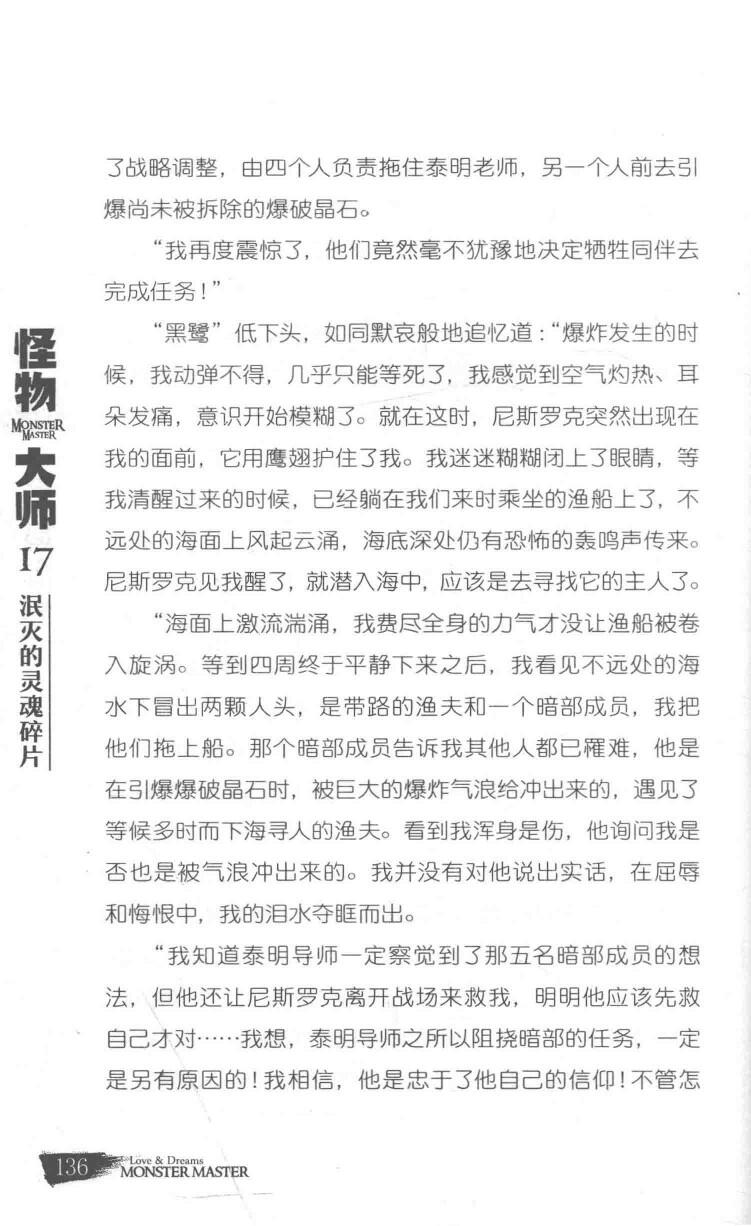 了战略调整，由四个人负责拖住泰明老师，另一个人前去引
爆尚未被拆除的爆破晶石。
“我再度震惊了，他们竟然毫不犹豫地决定牺牲同伴去
完成任务！”
“黑鹭”低下头，如同默哀般地追忆道：“爆炸发生的时
候，我动弹不得，几乎只能等死了，我感觉到空气灼热、耳
朵发痛，意识开始模糊了。就在这时，尼斯罗克突然出现在
我的面前，它用鹰翅护住了我。我迷迷糊糊闭上了眼睛，等
我清醒过来的时候，已经躺在我们来时乘坐的渔船上了，不
远处的海面上风起云涌，海底深处仍有恐怖的轰鸣声传来。
尼斯罗克见我醒了，就潜入海中，应该是去寻找它的主人了。
“海面上激流湍涌，我费尽全身的力气才没让渔船被卷
入旋涡。等到四周终于平静下来之后，我看见不远处的海
水下冒出两颗人头，是带路的渔夫和一个暗部成员，我把
他们拖上船。那个暗部成员告诉我其他人都已罹难，他是
在引爆爆破晶石时，被巨大的爆炸气浪给冲出来的，遇见了
等候多时而下海寻人的渔夫。看到我浑身是伤，他询问我是
否也是被气浪冲出来的。我并没有对他说出实话，在屈辱
和悔恨中，我的泪水夺眶而出。
“我知道泰明导师一定察觉到了那五名暗部成员的想
法，但他还让尼斯罗克离开战场来救我，明明他应该先救
自己才对……我想，泰明导师之所以阻挠暗部的任务，一定
是另有原因的！我相信，他是忠于了他自己的信仰！不管怎
怪物
MONSTER
MASTER
大师
17
泯灭的灵魂碎片
136
Love & Dreams
MONSTER MASTER